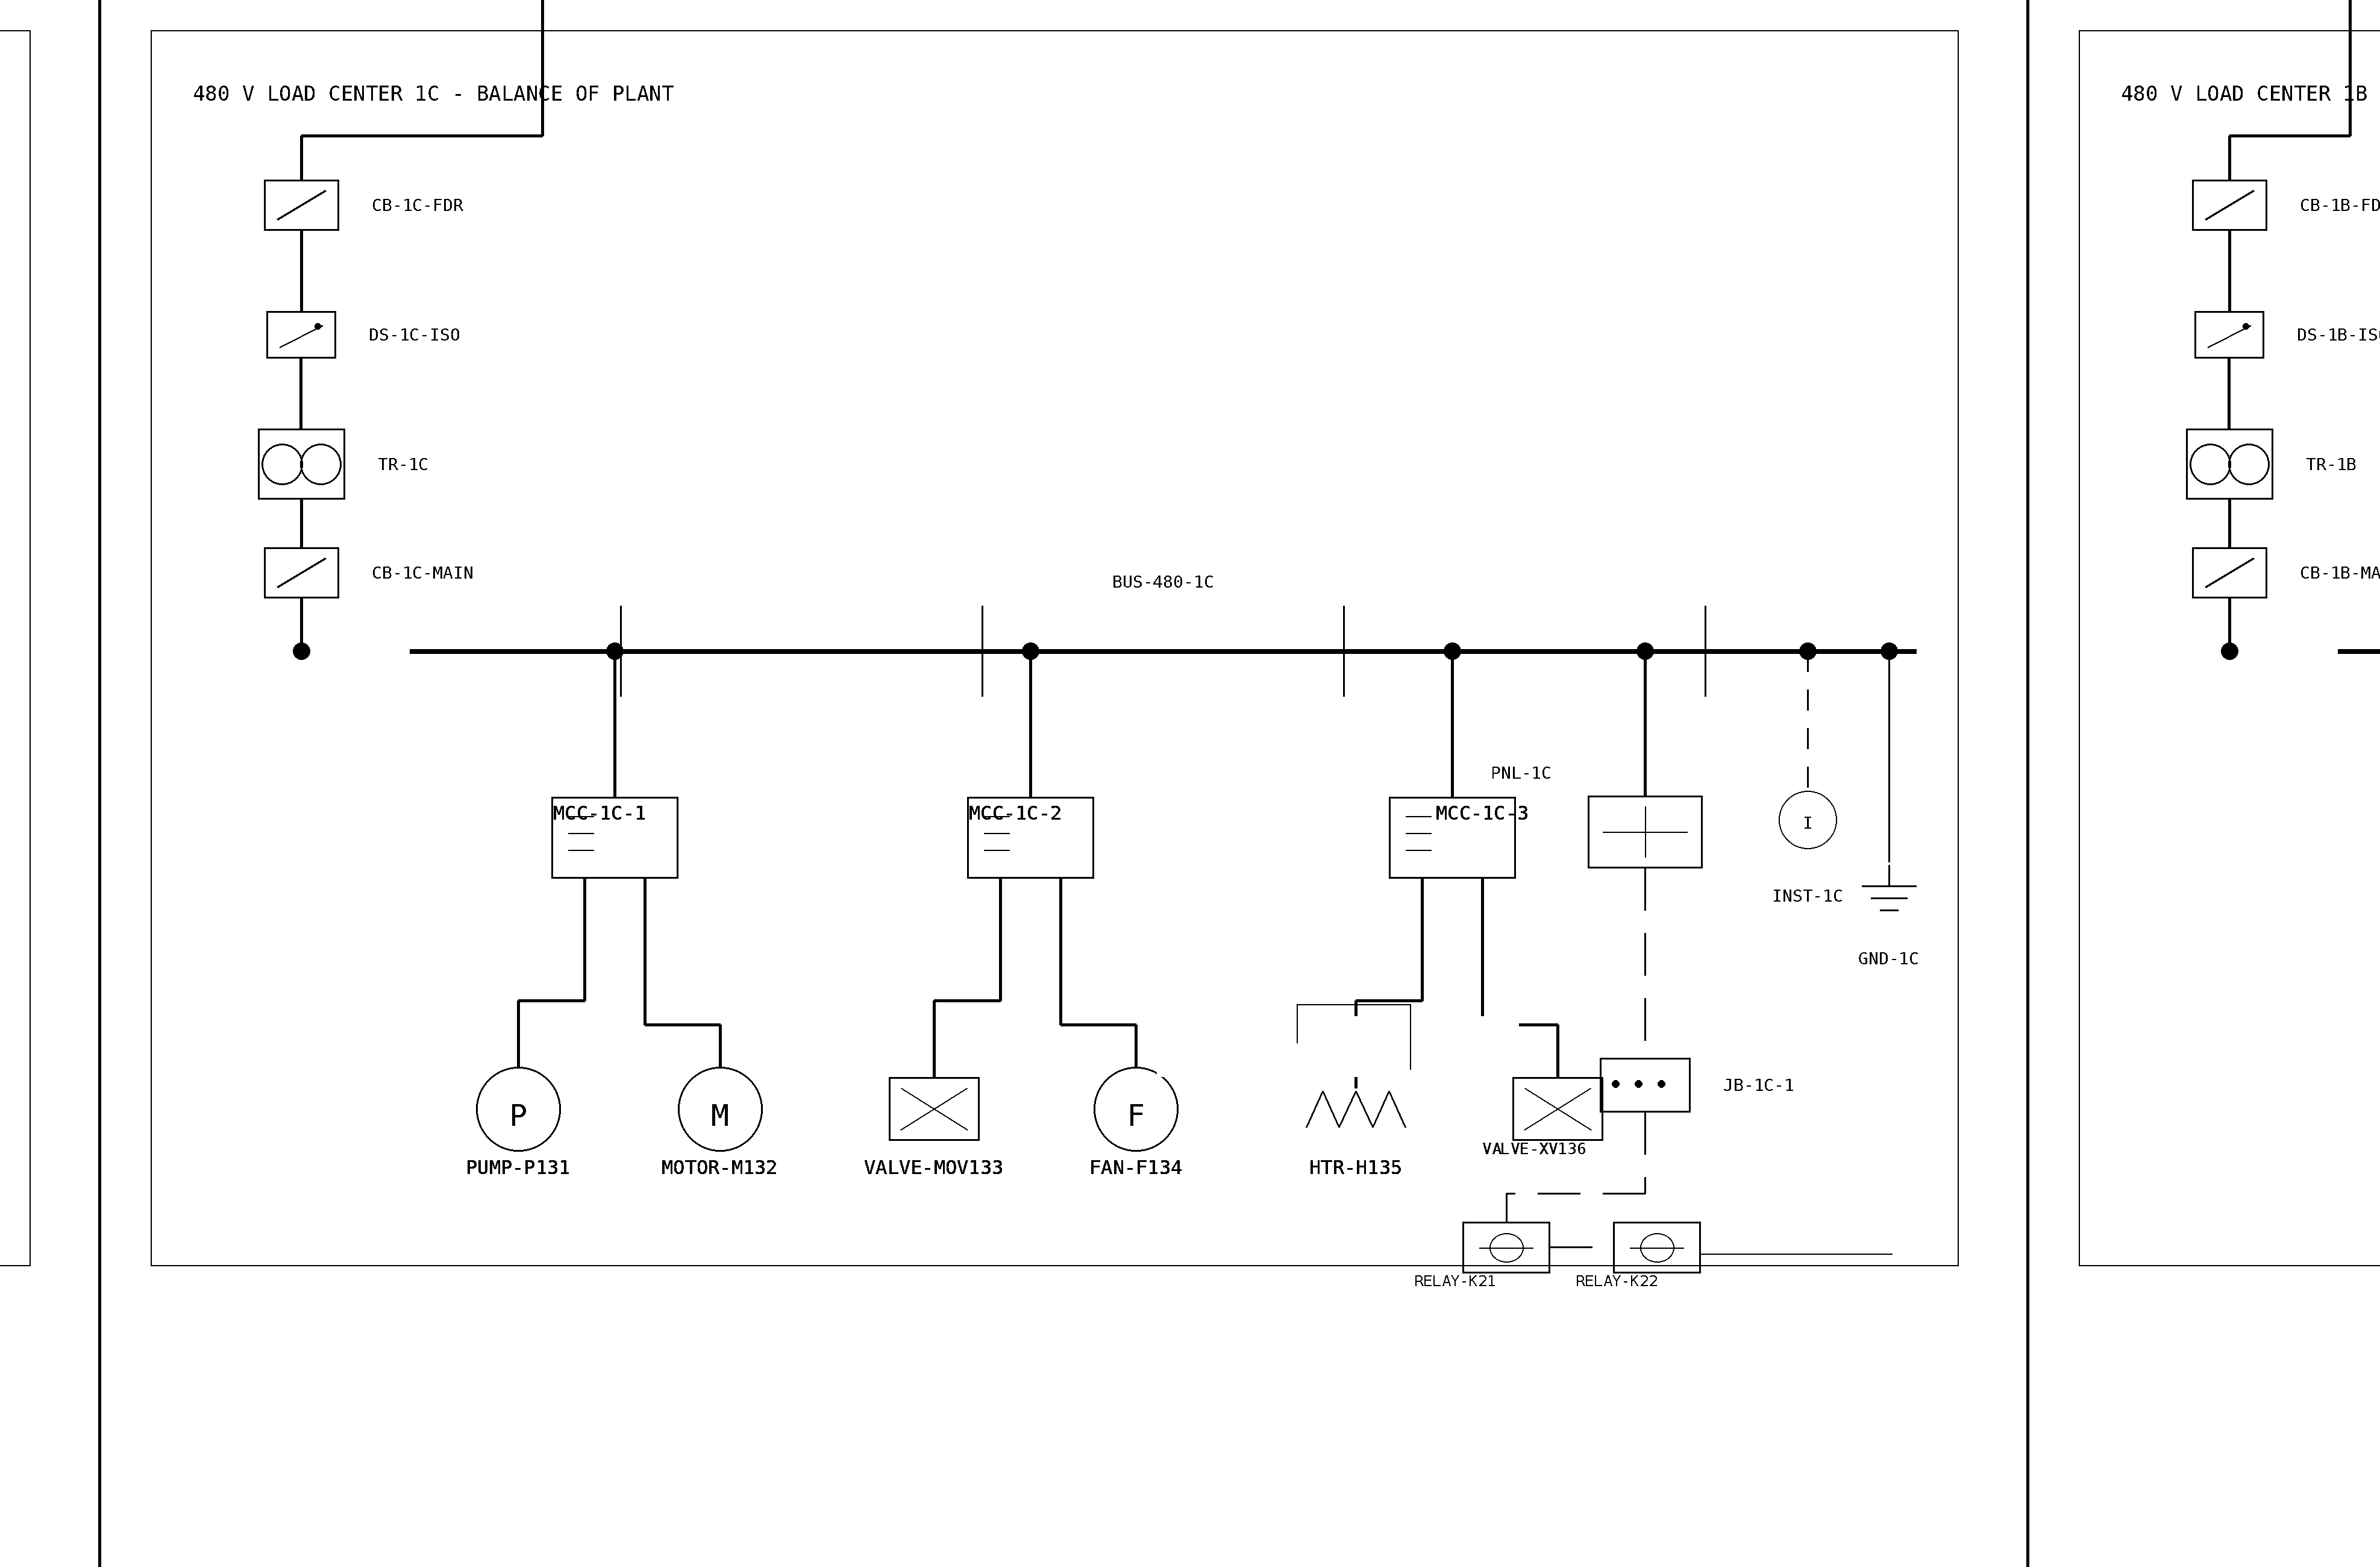 480 V LOAD CENTER 1C - BALANCE OF PLANT
CB-1C-FDR
DS-1C-ISO
TR-1C
CB-1C-MAIN
BUS-480-1C
PNL-1C
MCC-1C-1
MCC-1C-2
MCC-1C-3
I
INST-1C
GND-1C
JB-1C-1
P
M
F
PUMP-P131
MOTOR-M132
VALVE-MOV133
FAN-F134
HTR-H135
VALVE-XV136
RELAY-K21
RELAY-K22
480 V LOAD CENTER 1B
CB-1B-FD
DS-1B-IS
TR-1B
CB-1B-MA